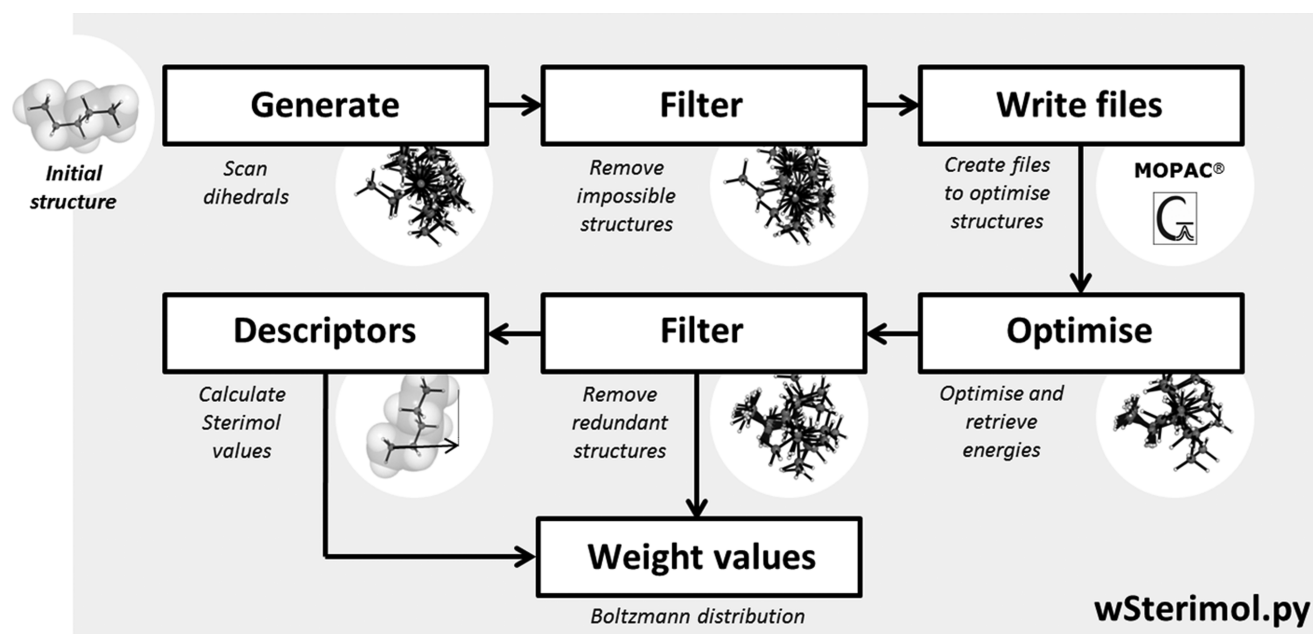 Initial
structure
Generate
Scan
dihedrals
Filter
Remove
impossible
structures
Write files
Create files
to optimise
structures
MOPAC®
Optimise
Optimise and
retrieve
energies
Filter
Remove
redundant
structures
Descriptors
Calculate
Sterimol
values
Weight values
Boltzmann distribution
wSterimol.py